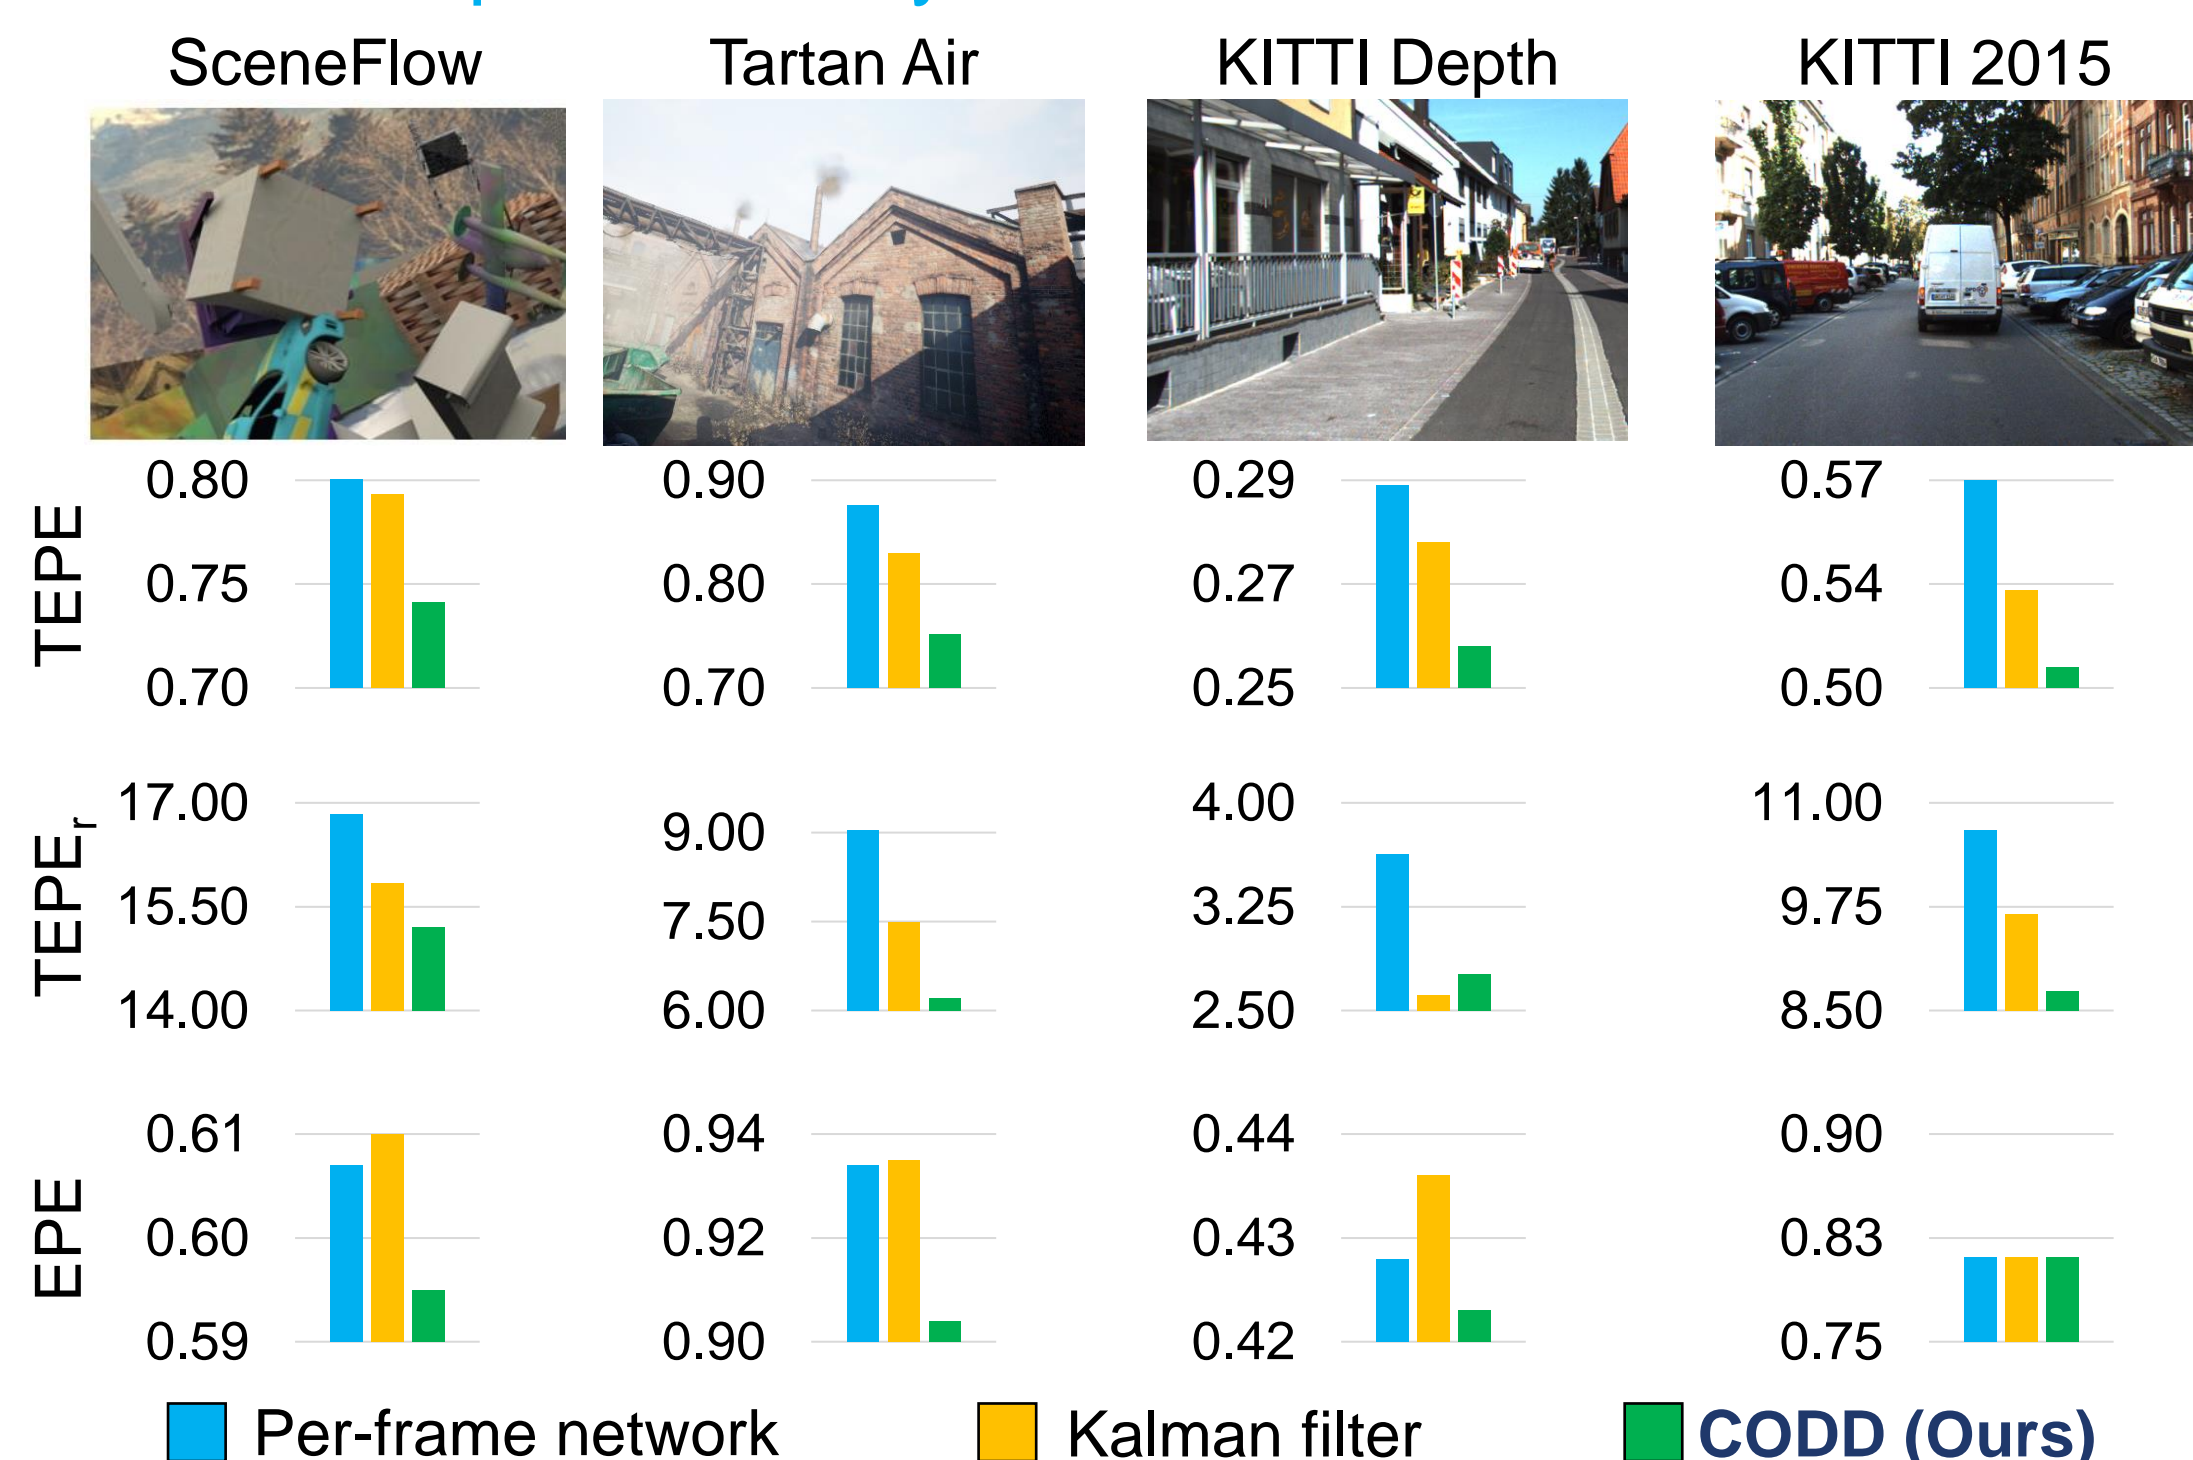 SceneFlow Tartan Air KITTI Depth KITTI 2015
TEPE
0.80 0.90 0.29 0.57
0.75 0.80 0.27 0.54
0.70 0.70 0.25 0.50
TEPEr
17.00 9.00 4.00 11.00
15.50 7.50 3.25 9.75
14.00 6.00 2.50 8.50
EPE
0.61 0.94 0.44 0.90
0.60 0.92 0.43 0.83
0.59 0.90 0.42 0.75
Per-frame network Kalman filter CODD (Ours)